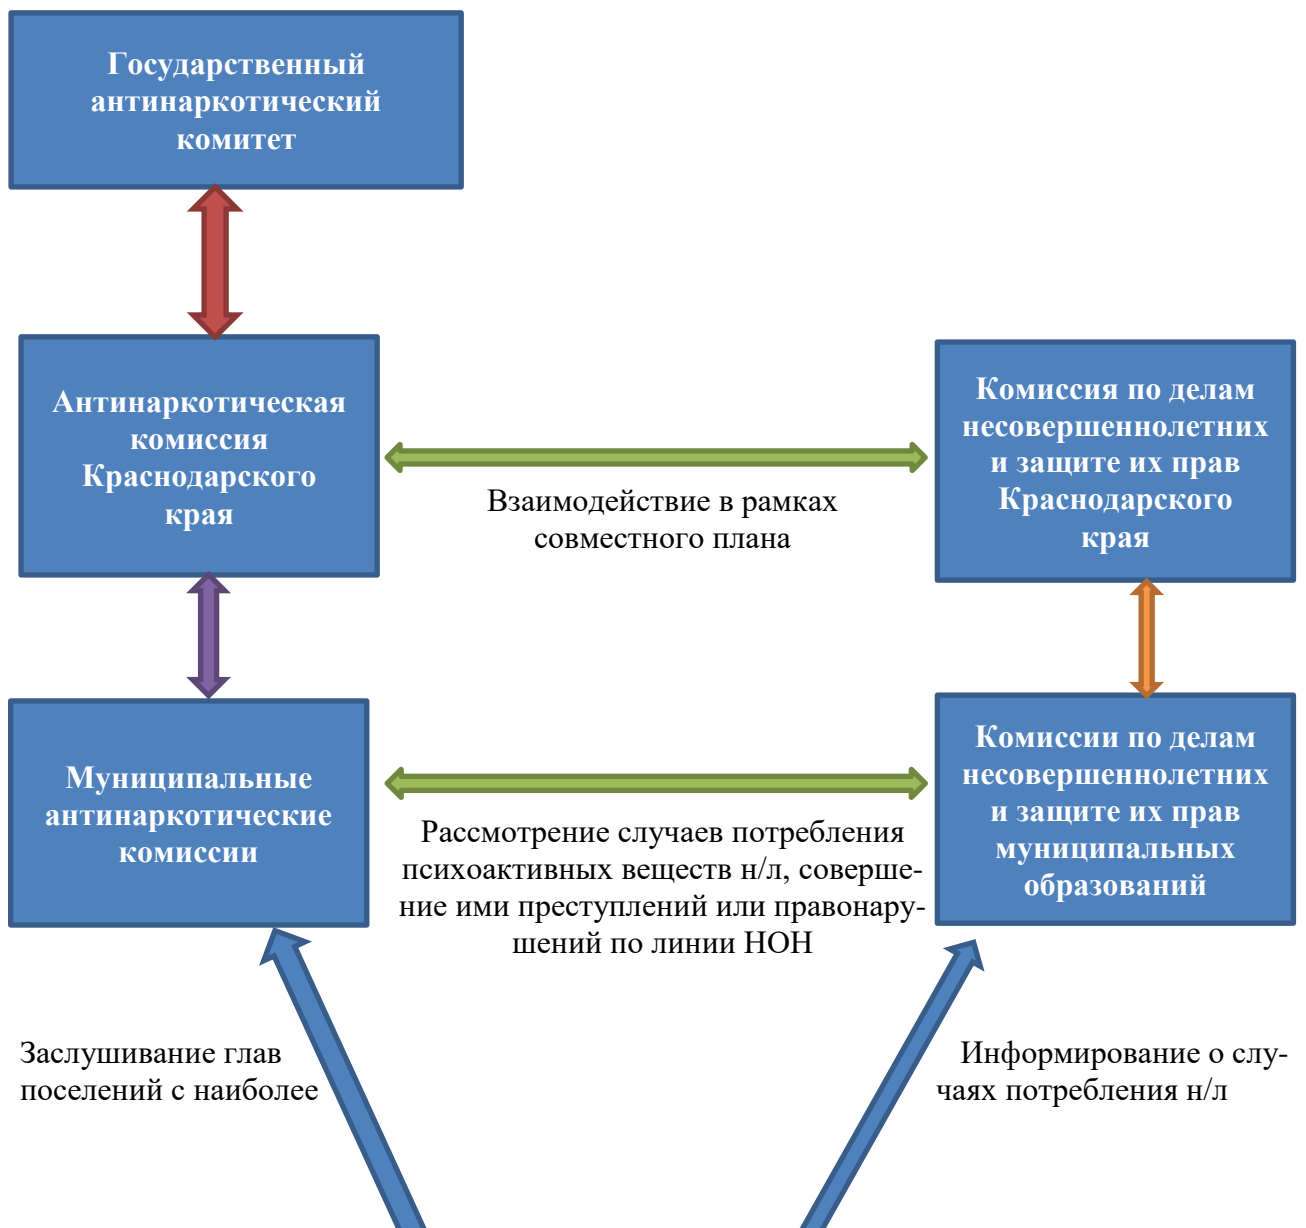 Государственный
антинаркотический
комитет
Антинаркотическая
комиссия
Краснодарского
края
Взаимодействие в рамках
совместного плана
Комиссия по делам
несовершеннолетних
и защите их прав
Краснодарского
края
Муниципальные
антинаркотические
комиссии
Рассмотрение случаев потребления
психоактивных веществ н/л, соверше-
ние ими преступлений или правонару-
шений по линии НОН
Комиссии по делам
несовершеннолетних
и защите их прав
муниципальных
образований
Заслушивание глав
поселений с наиболее
Информирование о слу-
чаях потребления н/л